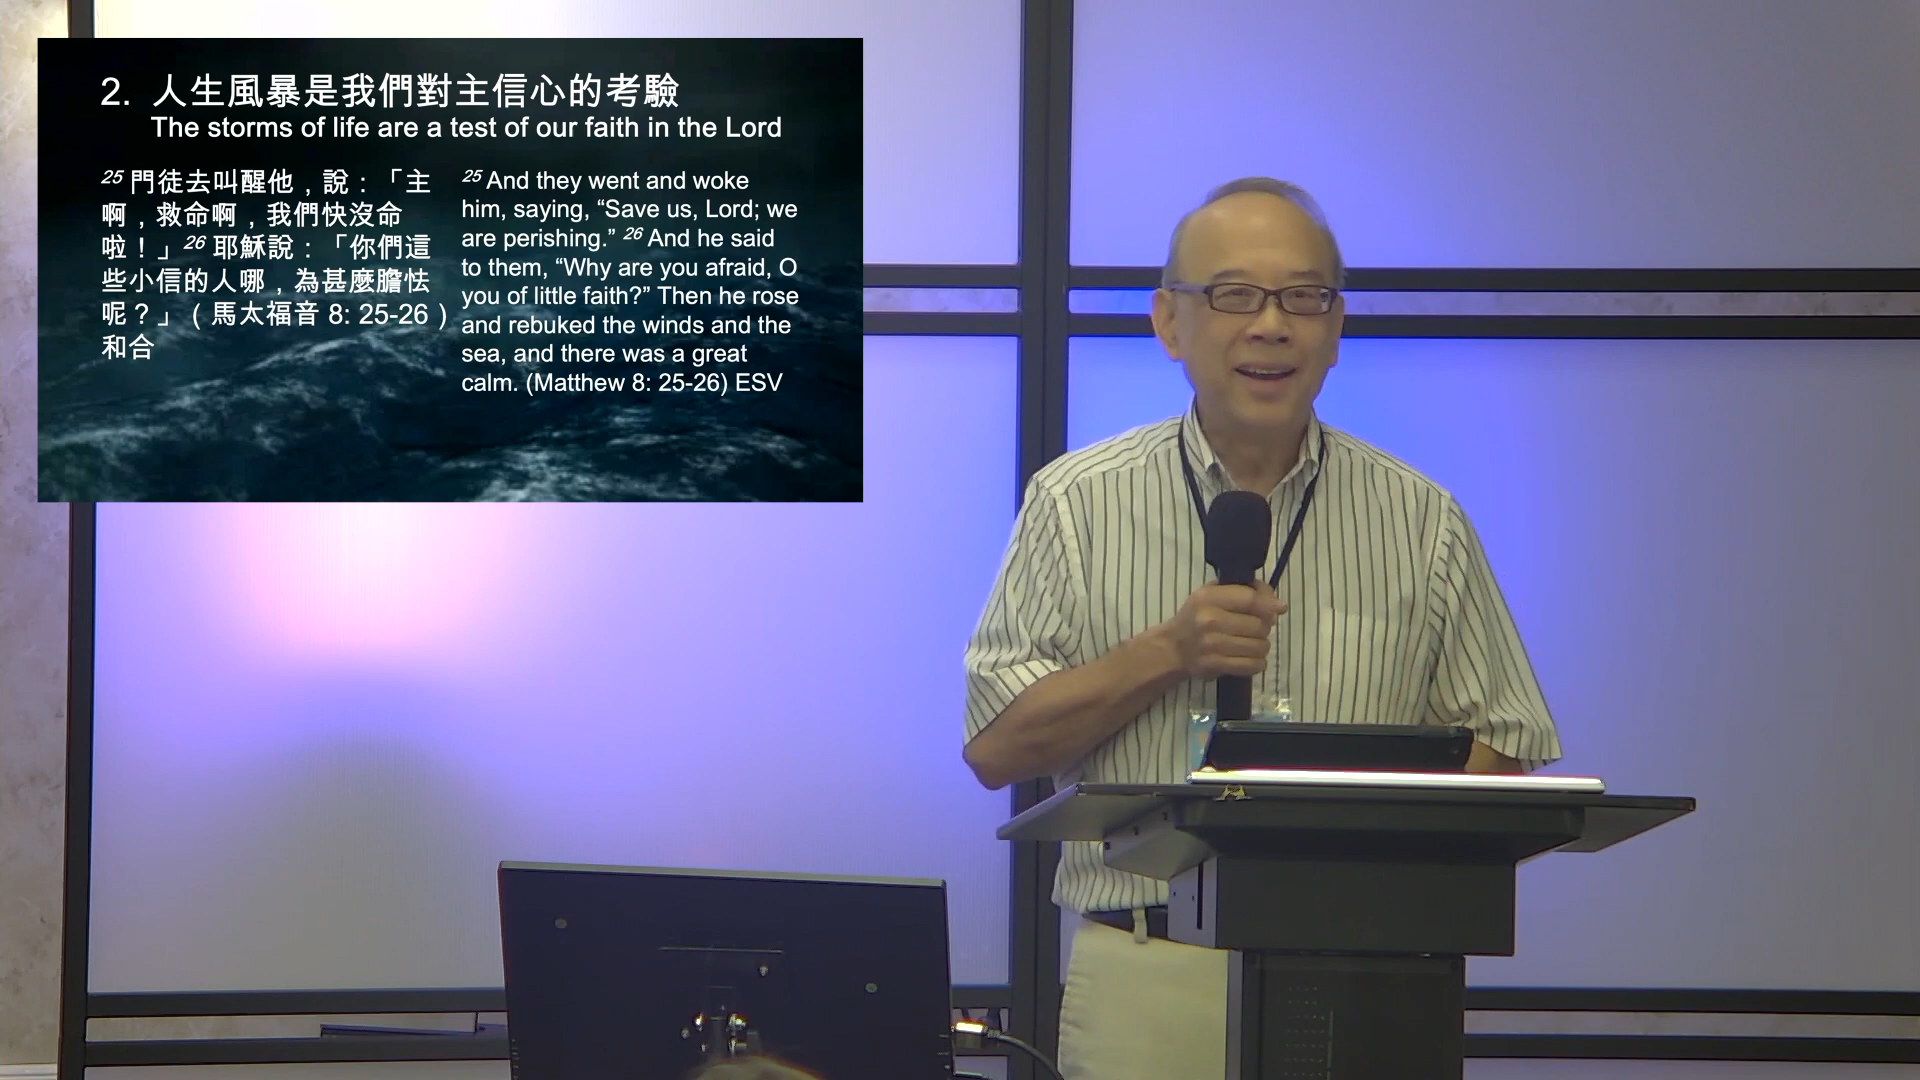 2. 人生風暴是我們對主信心的考驗
The storms of life are a test of our faith in the Lord
25 門徒去叫醒他，說：「主
啊，救命啊，我們快沒命
啦！」26 耶穌說：「你們這
些小信的人哪，為甚麼膽怯
呢？」（馬太福音 8: 25-26）
和合
25 And they went and woke
him, saying, “Save us, Lord; we
are perishing.” 26 And he said
to them, “Why are you afraid, O
you of little faith?” Then he rose
and rebuked the winds and the
sea, and there was a great
calm. (Matthew 8: 25-26) ESV